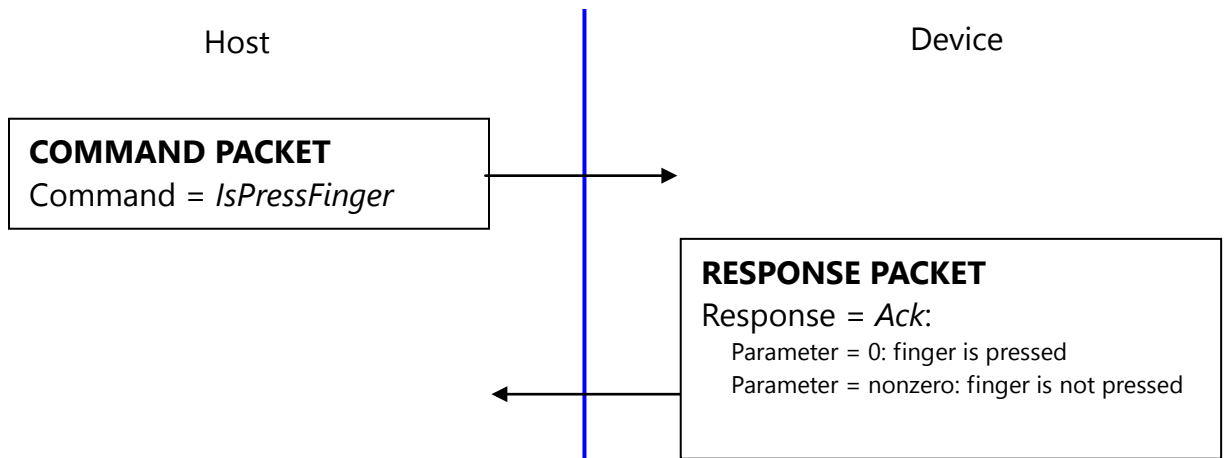 Host
Device
COMMAND PACKET
Command = IsPressFinger
RESPONSE PACKET
Response = Ack:
Parameter = 0: finger is pressed
Parameter = nonzero: finger is not pressed